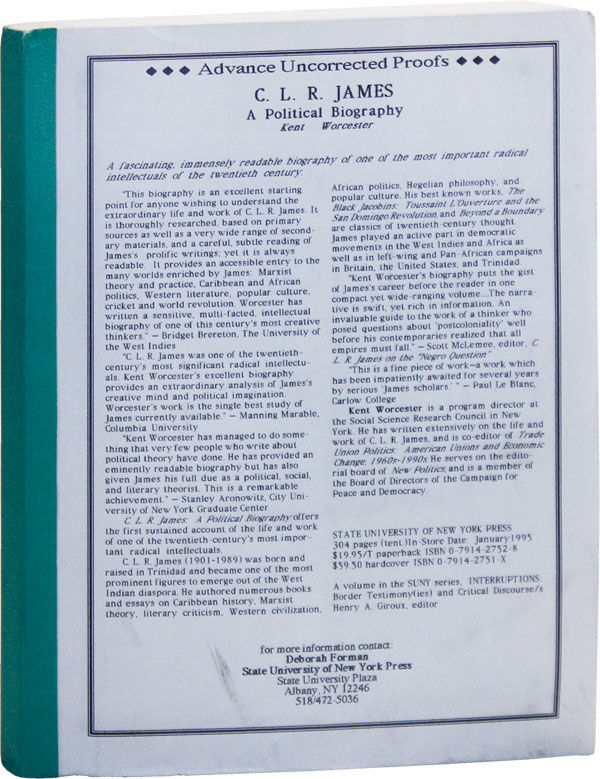 ◆ ◆ ◆ Advance Uncorrected Proofs ◆ ◆ ◆
C. L. R. JAMES
A Political Biography
Kent Worcester
A fascinating, immensely readable biography of one of the most important radical
intellectuals of the twentieth century.
"This biography is an excellent starting
point for anyone wishing to understand the
extraordinary life and work of C. L. R. James. It
is thoroughly researched, based on primary
sources as well as a very wide range of second-
ary materials, and a careful, subtle reading of
James's prolific writings; yet it is always
readable. It provides an accessible entry to the
many worlds enriched by James: Marxist
theory and practice, Caribbean and African
politics, Western literature, popular culture,
cricket and world revolution. Worcester has
written a sensitive, multi-facted, intellectual
biography of one of this century's most creative
thinkers." – Bridget Brereton, The University of
the West Indies
"C. L. R. James was one of the twentieth-
century's most significant radical intellectu-
als. Kent Worcester's excellent biography
provides an extraordinary analysis of James's
creative mind and political imagination.
Worcester's work is the single best study of
James currently available." – Manning Marable,
Columbia University
"Kent Worcester has managed to do some-
thing that very few people who write about
political theory have done. He has provided an
eminently readable biography but has also
given James his full due as a political, social,
and literary theorist. This is a remarkable
achievement." – Stanley Aronowitz, City Uni-
versity of New York Graduate Center
C. L. R. James: A Political Biography offers
the first sustained account of the life and work
of one of the twentieth-century's most impor-
tant radical intellectuals.
C. L. R. James (1901-1989) was born and
raised in Trinidad and became one of the most
prominent figures to emerge out of the West
Indian diaspora. He authored numerous books
and essays on Caribbean history, Marxist
theory, literary criticism, Western civilization,
African politics, Hegelian philosophy, and
popular culture. His best known works, The
Black Jacobins: Toussaint L'Ouverture and the
San Domingo Revolution, and Beyond a Boundary
are classics of twentieth-century thought.
James played an active part in democratic
movements in the West Indies and Africa as
well as in left-wing and Pan-African campaigns
in Britain, the United States, and Trinidad.
"Kent Worcester's biography puts the gist
of James's career before the reader in one
compact yet wide-ranging volume....The narra-
tive is swift, yet rich in information. An
invaluable guide to the work of a thinker who
posed questions about 'postcoloniality' well
before his contemporaries realized that all
empires must fall." – Scott McLemee, editor, C.
L. R. James on the "Negro Question"
"This is a fine piece of work—a work which
has been impatiently awaited for several years
by serious 'James scholars.' " – Paul Le Blanc,
Carlow College
Kent Worcester is a program director at
the Social Science Research Council in New
York. He has written extensively on the life and
work of C. L. R. James, and is co-editor of Trade
Union Politics: American Unions and Economic
Change, 1960s-1990s. He serves on the edito-
rial board of New Politics, and is a member of
the Board of Directors of the Campaign for
Peace and Democracy.
STATE UNIVERSITY OF NEW YORK PRESS
304 pages (tent.)In-Store Date: January1995
$19.95/T paperback ISBN 0-7914-2752-8
$59.50 hardcover ISBN 0-7914-2751-X
A volume in the SUNY series, INTERRUPTIONS:
Border Testimony(ies) and Critical Discourse/s
Henry A. Giroux, editor
for more information contact:
Deborah Forman
State University of New York Press
State University Plaza
Albany, NY 12246
518/472-5036